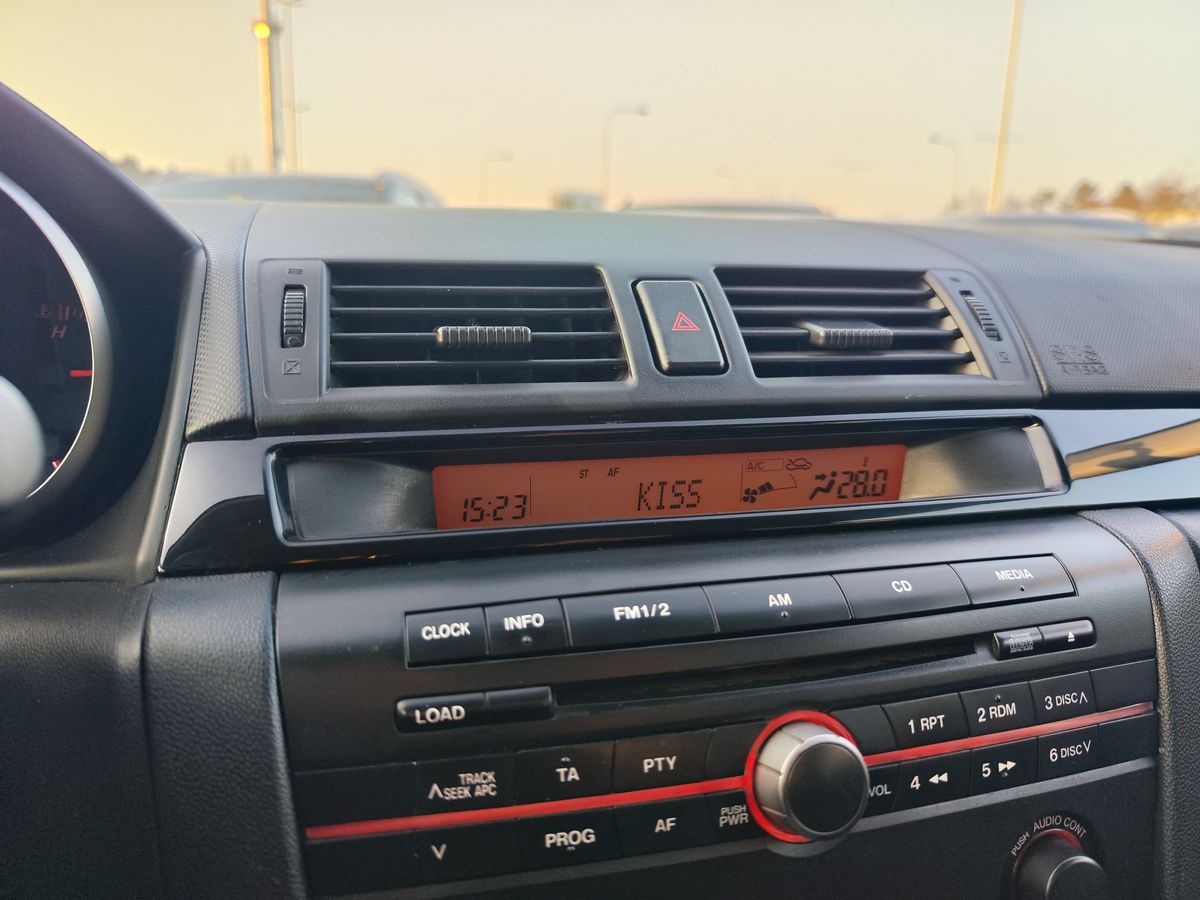 H
SRS
AIRBAG
15:23
ST AF
KISS
A/C
28.0
CLOCK
INFO
FM1/2
AM
CD
MEDIA
LOAD
1 RPT
2 RDM
3 DISC ∧
TRACK
∧ SEEK APC
TA
PTY
VOL
4 ◀◀
5 ▶▶
6 DISC ∨
∨
PROG
AF
PUSH
PWR
PUSH AUDIO CONT